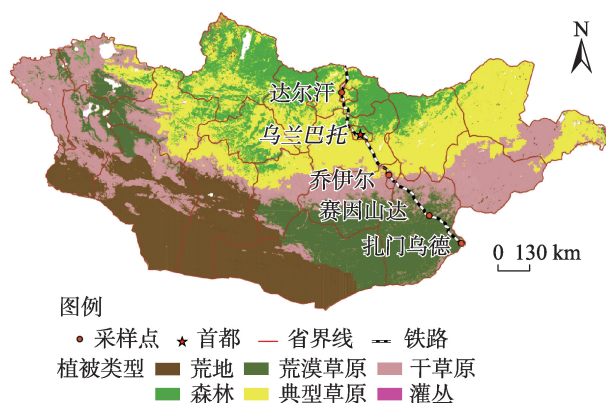 N
达尔汗
乌兰巴托
乔伊尔
赛因山达
扎门乌德
0 130 km
图例
采样点 首都 省界线 铁路
植被类型 荒地 荒漠草原 干草原
森林 典型草原 灌丛